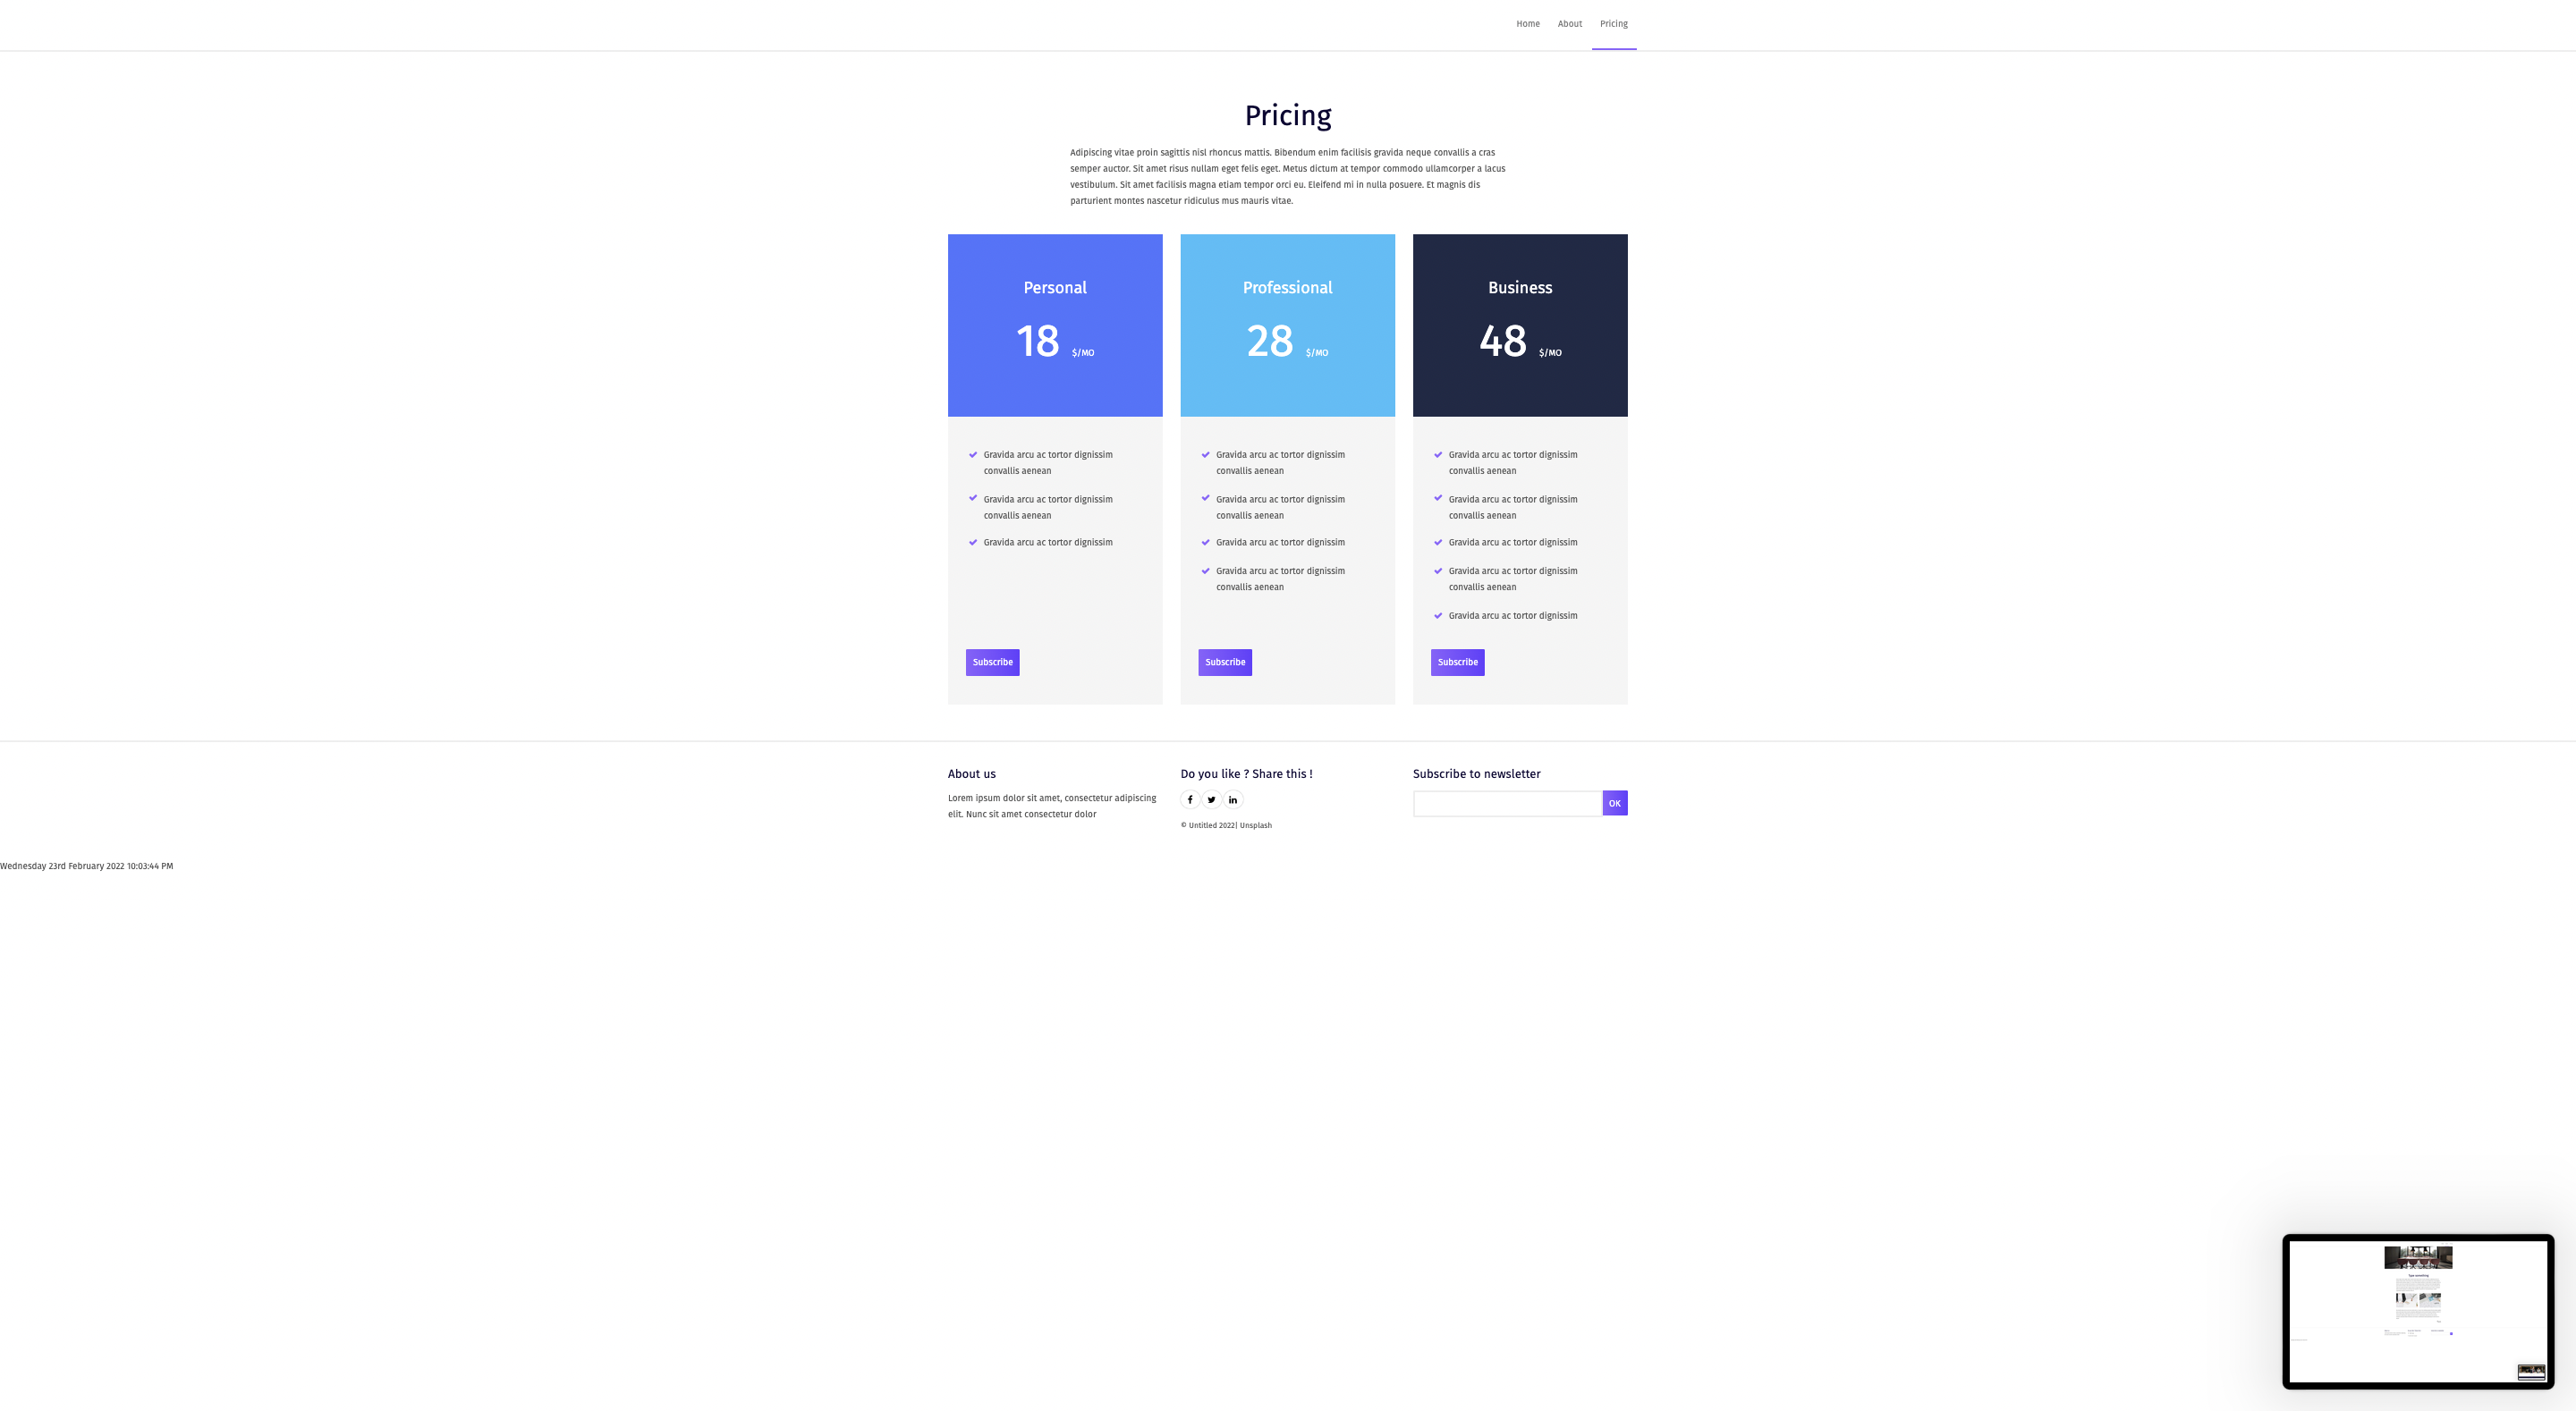 Home About Pricing
Pricing
Adipiscing vitae proin sagittis nisl rhoncus mattis. Bibendum enim facilisis gravida neque convallis a cras
semper auctor. Sit amet risus nullam eget felis eget. Metus dictum at tempor commodo ullamcorper a lacus
vestibulum. Sit amet facilisis magna etiam tempor orci eu. Eleifend mi in nulla posuere. Et magnis dis
parturient montes nascetur ridiculus mus mauris vitae.
Personal
18 $/MO
Gravida arcu ac tortor dignissim
convallis aenean
Gravida arcu ac tortor dignissim
convallis aenean
Gravida arcu ac tortor dignissim
Subscribe
Professional
28 $/MO
Gravida arcu ac tortor dignissim
convallis aenean
Gravida arcu ac tortor dignissim
convallis aenean
Gravida arcu ac tortor dignissim
Gravida arcu ac tortor dignissim
convallis aenean
Subscribe
Business
48 $/MO
Gravida arcu ac tortor dignissim
convallis aenean
Gravida arcu ac tortor dignissim
convallis aenean
Gravida arcu ac tortor dignissim
Gravida arcu ac tortor dignissim
convallis aenean
Gravida arcu ac tortor dignissim
Subscribe
About us
Lorem ipsum dolor sit amet, consectetur adipiscing
elit. Nunc sit amet consectetur dolor
Do you like ? Share this !
© Untitled 2022| Unsplash
Subscribe to newsletter
OK
Wednesday 23rd February 2022 10:03:44 PM